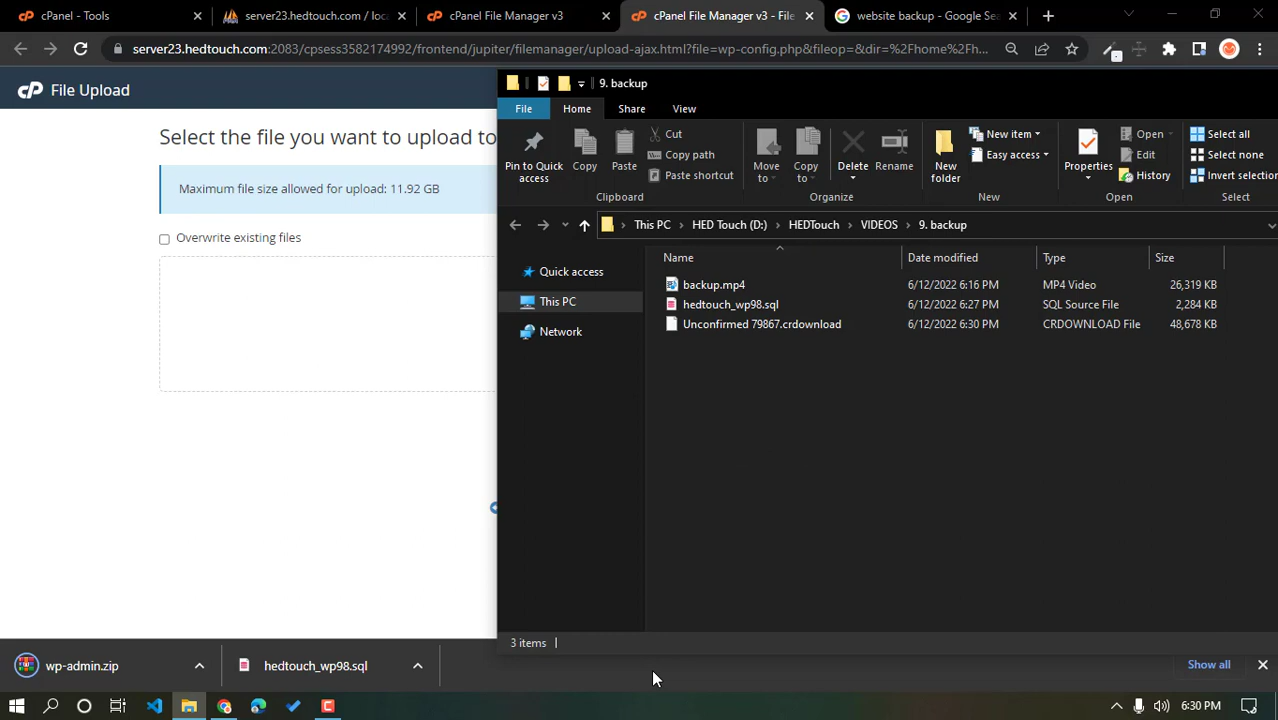 cPanel - Tools
server23.hedtouch.com / loca
cPanel File Manager v3
cPanel File Manager v3 - File
website backup - Google Sea
server23.hedtouch.com:2083/cpsess3582174992/frontend/jupiter/filemanager/upload-ajax.html?file=wp-config.php&fileop=&dir=%2Fhome%2Fh...
cP File Upload
Select the file you want to upload to
Maximum file size allowed for upload: 11.92 GB
Overwrite existing files
9. backup
File
Home
Share
View
Pin to Quick access
Copy
Paste
Cut
Copy path
Paste shortcut
Clipboard
Move to
Copy to
Delete
Rename
Organize
New folder
New item
Easy access
New
Properties
Open
Edit
History
Open
Select all
Select none
Invert selection
Select
This PC > HED Touch (D:) > HEDTouch > VIDEOS > 9. backup
Quick access
This PC
Network
Name Date modified Type Size
backup.mp4 6/12/2022 6:16 PM MP4 Video 26,319 KB
hedtouch_wp98.sql 6/12/2022 6:27 PM SQL Source File 2,284 KB
Unconfirmed 79867.crdownload 6/12/2022 6:30 PM CRDOWNLOAD File 48,678 KB
3 items
wp-admin.zip
hedtouch_wp98.sql
Show all
6:30 PM